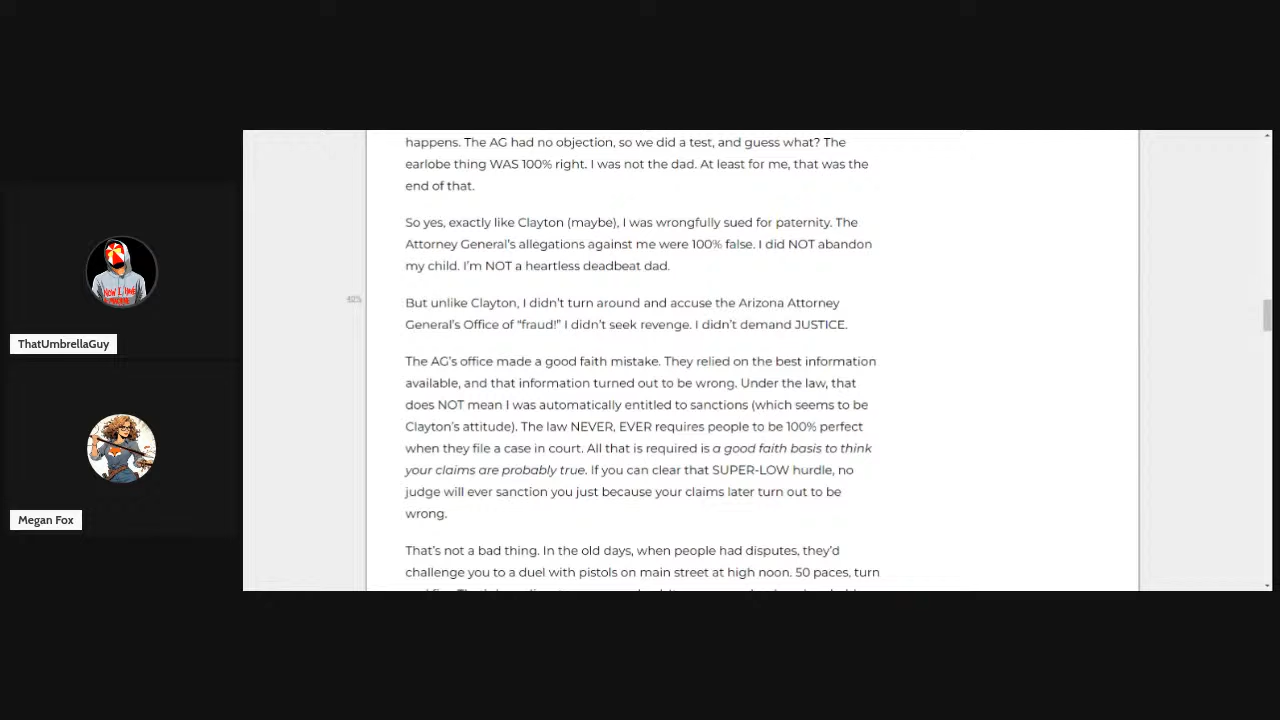 ThatUmbrellaGuy
Megan Fox
happens. The AG had no objection, so we did a test, and guess what? The
earlobe thing WAS 100% right. I was not the dad. At least for me, that was the
end of that.
So yes, exactly like Clayton (maybe), I was wrongfully sued for paternity. The
Attorney General's allegations against me were 100% false. I did NOT abandon
my child. I'm NOT a heartless deadbeat dad.
But unlike Clayton, I didn't turn around and accuse the Arizona Attorney
General's Office of “fraud!” I didn't seek revenge. I didn't demand JUSTICE.
The AG's office made a good faith mistake. They relied on the best information
available, and that information turned out to be wrong. Under the law, that
does NOT mean I was automatically entitled to sanctions (which seems to be
Clayton's attitude). The law NEVER, EVER requires people to be 100% perfect
when they file a case in court. All that is required is a good faith basis to think
your claims are probably true. If you can clear that SUPER-LOW hurdle, no
judge will ever sanction you just because your claims later turn out to be
wrong.
That's not a bad thing. In the old days, when people had disputes, they'd
challenge you to a duel with pistols on main street at high noon. 50 paces, turn